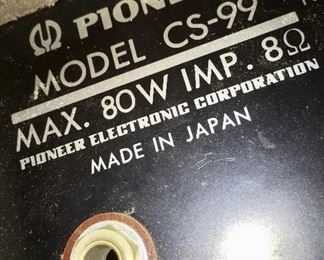 PIONE
MODEL CS-99
MAX. 80W IMP. 8Ω
PIONEER ELECTRONIC CORPORATION
MADE IN JAPAN